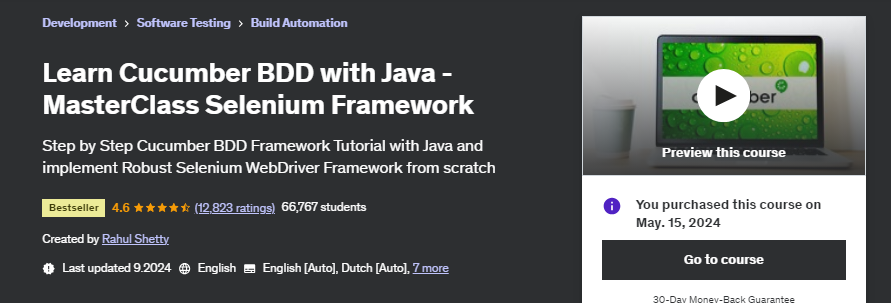 Development > Software Testing > Build Automation
Learn Cucumber BDD with Java -
MasterClass Selenium Framework
Step by Step Cucumber BDD Framework Tutorial with Java and
implement Robust Selenium WebDriver Framework from scratch
Bestseller 4.6 (12,823 ratings) 66,767 students
Created by Rahul Shetty
Last updated 9.2024 English English [Auto], Dutch [Auto], 7 more
Preview this course
You purchased this course on
May. 15, 2024
Go to course
30-Day Money-Back Guarantee